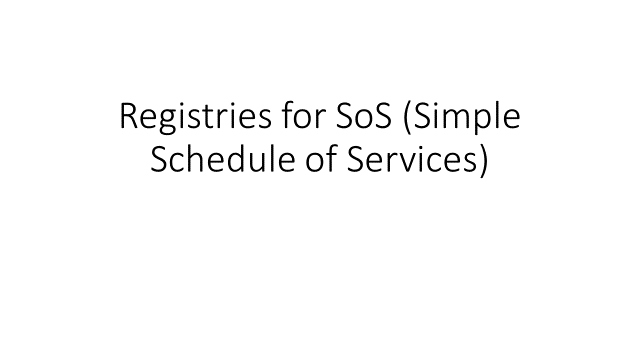 Registries for SoS (Simple
Schedule of Services)